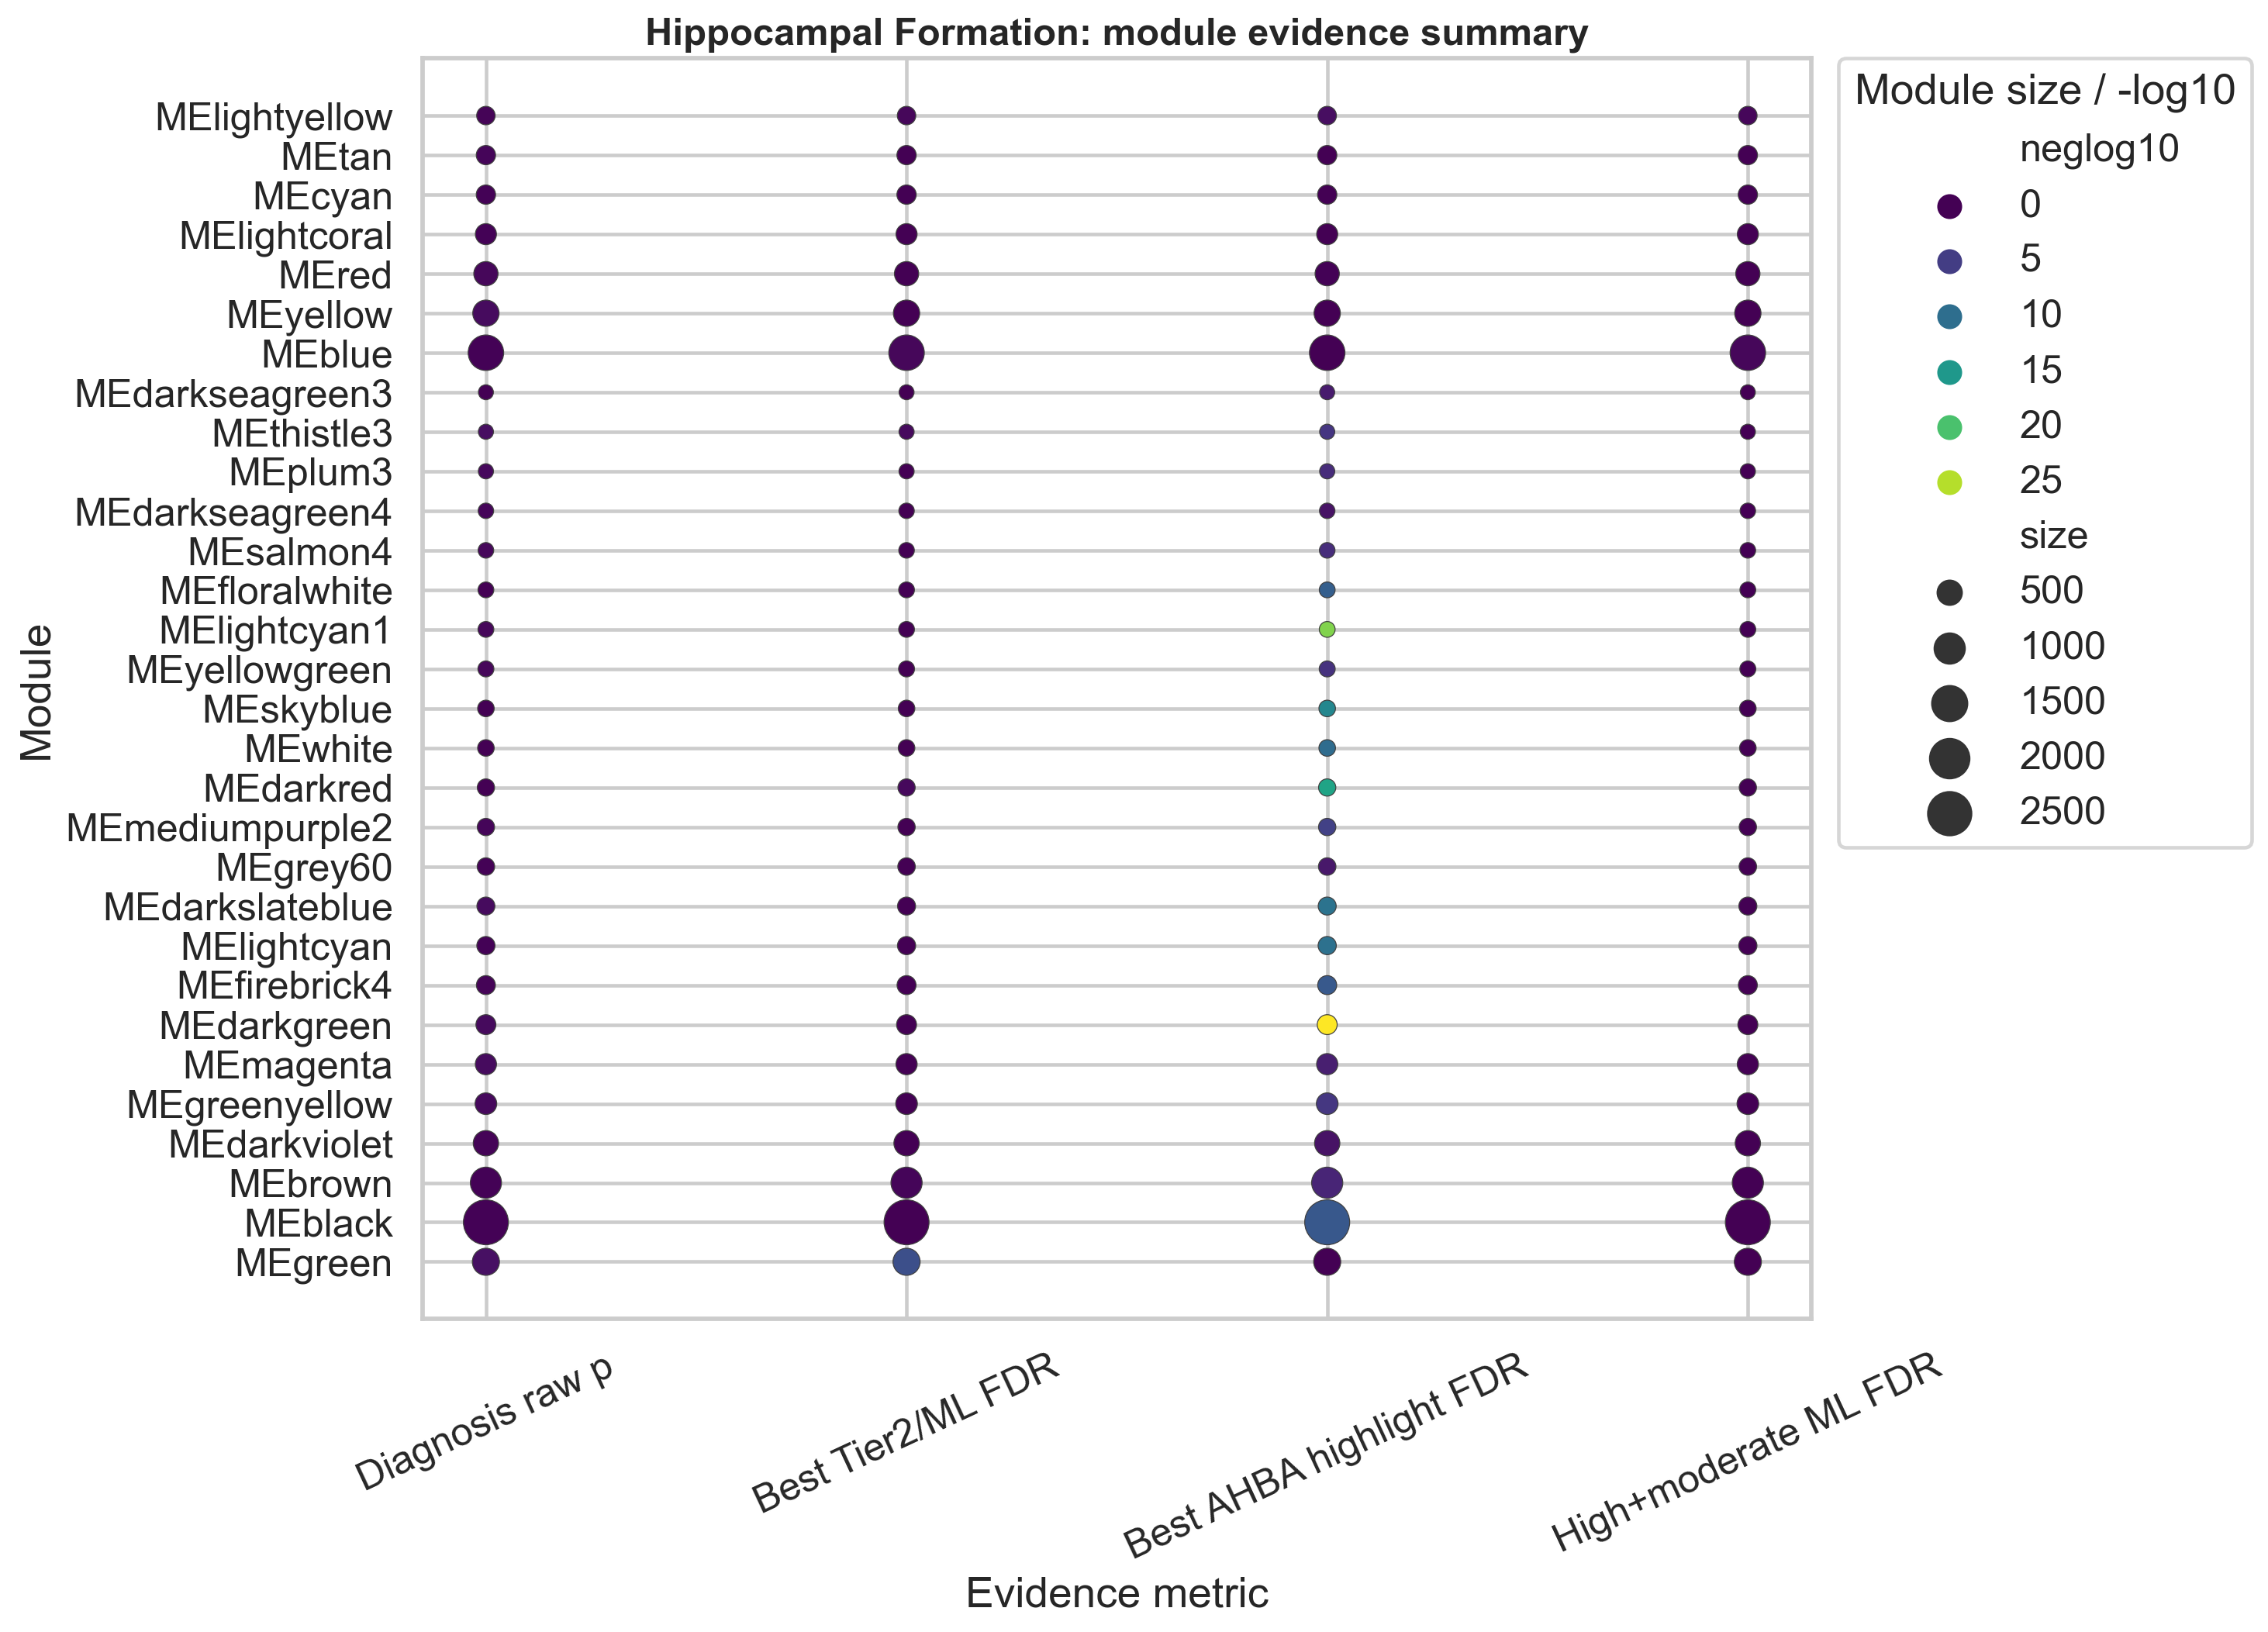 Hippocampal Formation: module evidence summary
Module
MElightyellow
MEtan
MEcyan
MElightcoral
MEred
MEyellow
MEblue
MEdarkseagreen3
MEthistle3
MEplum3
MEdarkseagreen4
MEsalmon4
MEfloralwhite
MElightcyan1
MEyellowgreen
MEskyblue
MEwhite
MEdarkred
MEmediumpurple2
MEgrey60
MEdarkslateblue
MElightcyan
MEfirebrick4
MEdarkgreen
MEmagenta
MEgreenyellow
MEdarkviolet
MEbrown
MEblack
MEgreen
Diagnosis raw p
Best Tier2/ML FDR
Best AHBA highlight FDR
High+moderate ML FDR
Evidence metric
Module size / -log10
neglog10
0
5
10
15
20
25
size
500
1000
1500
2000
2500